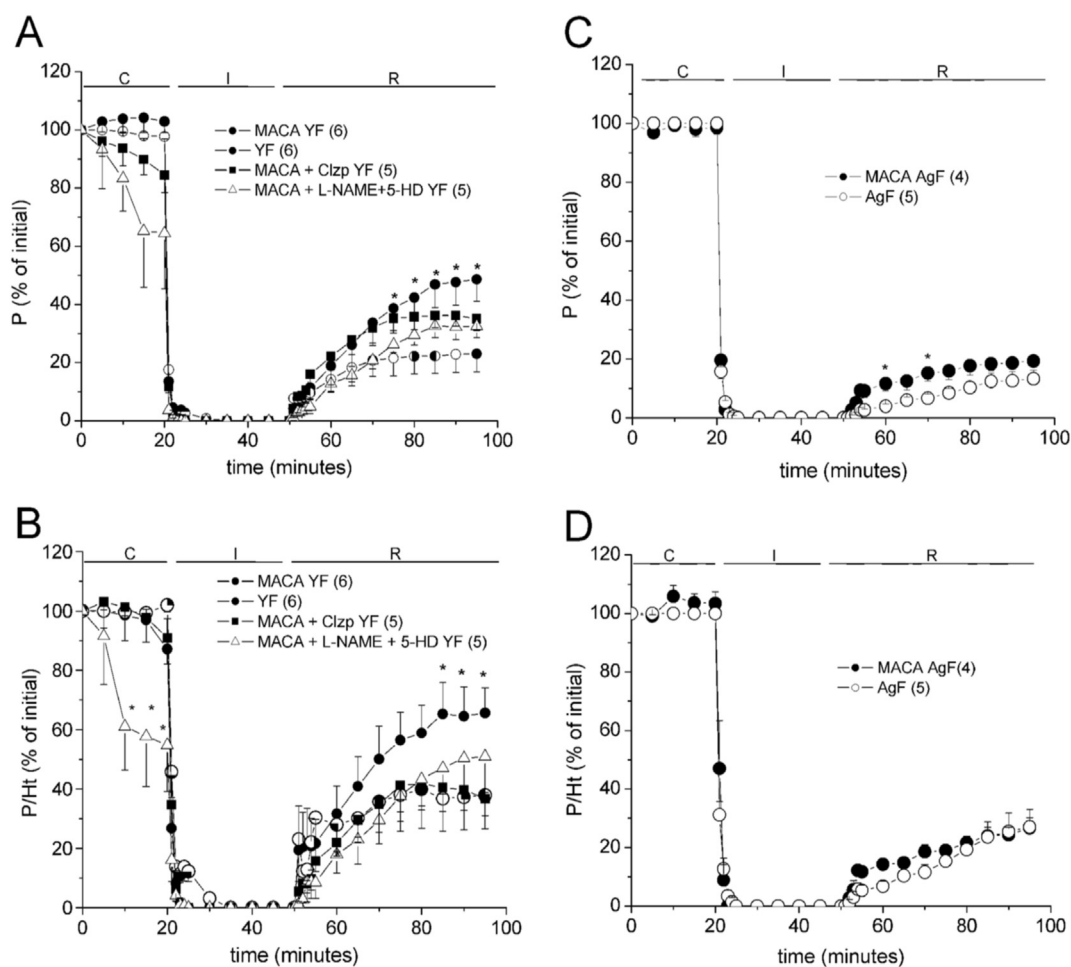 A
C I R
120
100
80
60
40
20
0
P (% of initial)
MACA YF (6)
YF (6)
MACA + Clzp YF (5)
MACA + L-NAME+5-HD YF (5)
* * * * *
0 20 40 60 80 100
time (minutes)
C
C I R
120
100
80
60
40
20
0
P (% of initial)
MACA AgF (4)
AgF (5)
* *
0 20 40 60 80 100
time (minutes)
B
C I R
120
100
80
60
40
20
0
P/Ht (% of initial)
MACA YF (6)
YF (6)
MACA + Clzp YF (5)
MACA + L-NAME + 5-HD YF (5)
* * *
* * *
0 20 40 60 80 100
time (minutes)
D
C I R
120
100
80
60
40
20
0
P/Ht (% of initial)
MACA AgF(4)
AgF (5)
0 20 40 60 80 100
time (minutes)